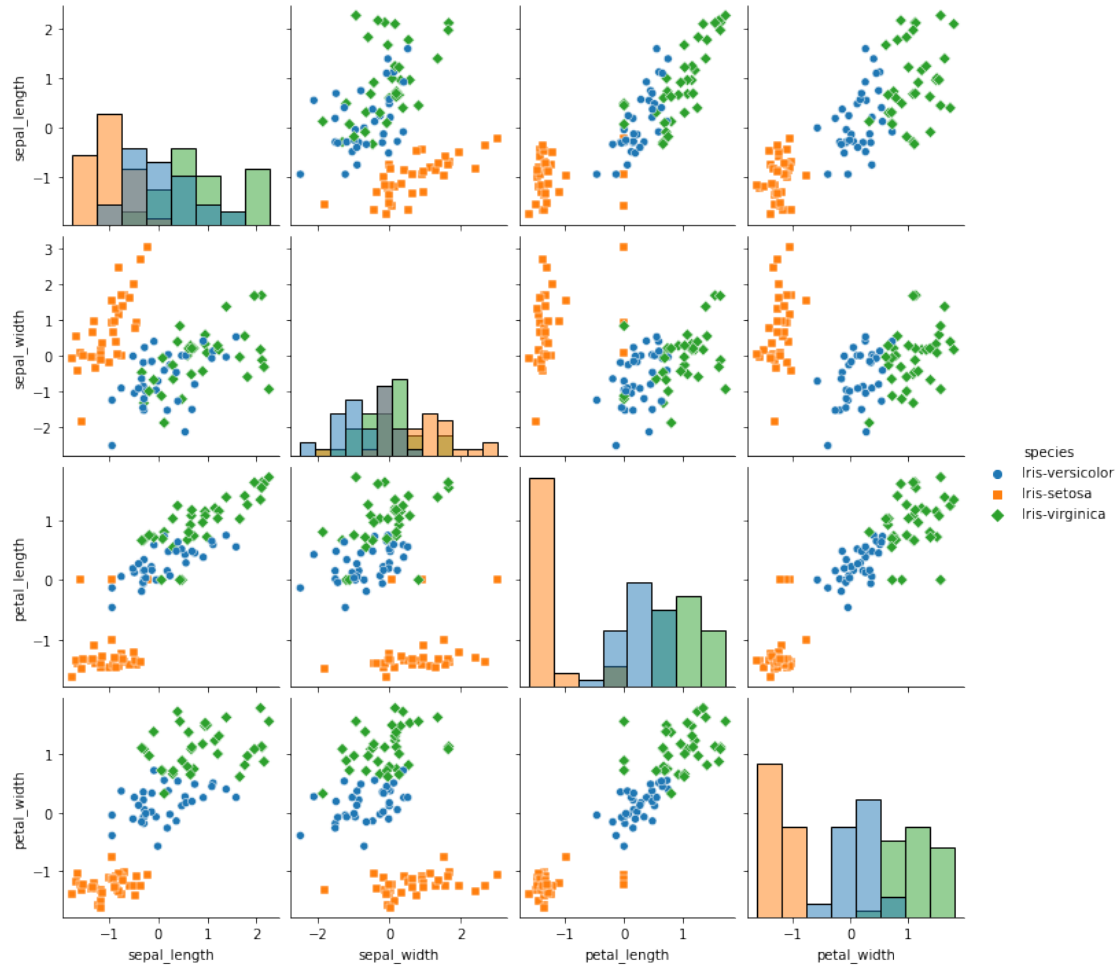 2
1
0
−1
sepal_length
3
2
1
0
−1
−2
sepal_width
species
Iris-versicolor
Iris-setosa
Iris-virginica
1
0
−1
petal_length
1
0
−1
petal_width
−1 0 1 2
sepal_length
−2 0 2
sepal_width
−1 0 1
petal_length
−1 0 1
petal_width